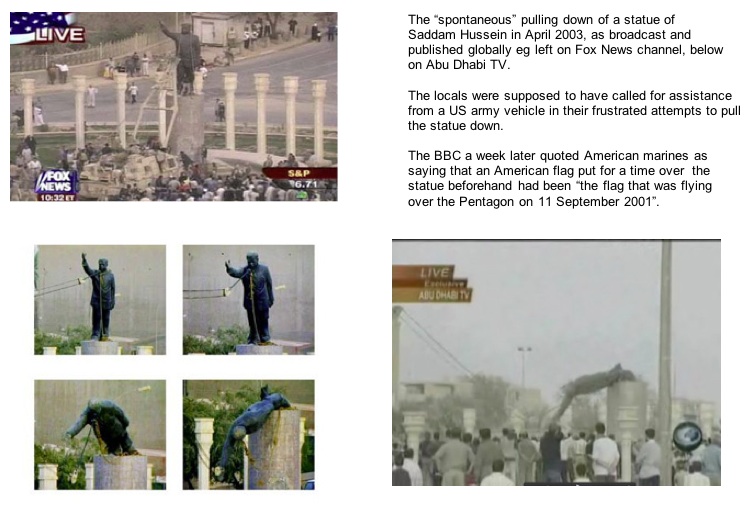 LIVE
S&P
FOX
NEWS
10:32 ET
The “spontaneous” pulling down of a statue of
Saddam Hussein in April 2003, as broadcast and
published globally eg left on Fox News channel, below
on Abu Dhabi TV.
The locals were supposed to have called for assistance
from a US army vehicle in their frustrated attempts to pull
the statue down.
The BBC a week later quoted American marines as
saying that an American flag put for a time over the
statue beforehand had been “the flag that was flying
over the Pentagon on 11 September 2001”.
LIVE
Exclusive
ABU DHABI TV